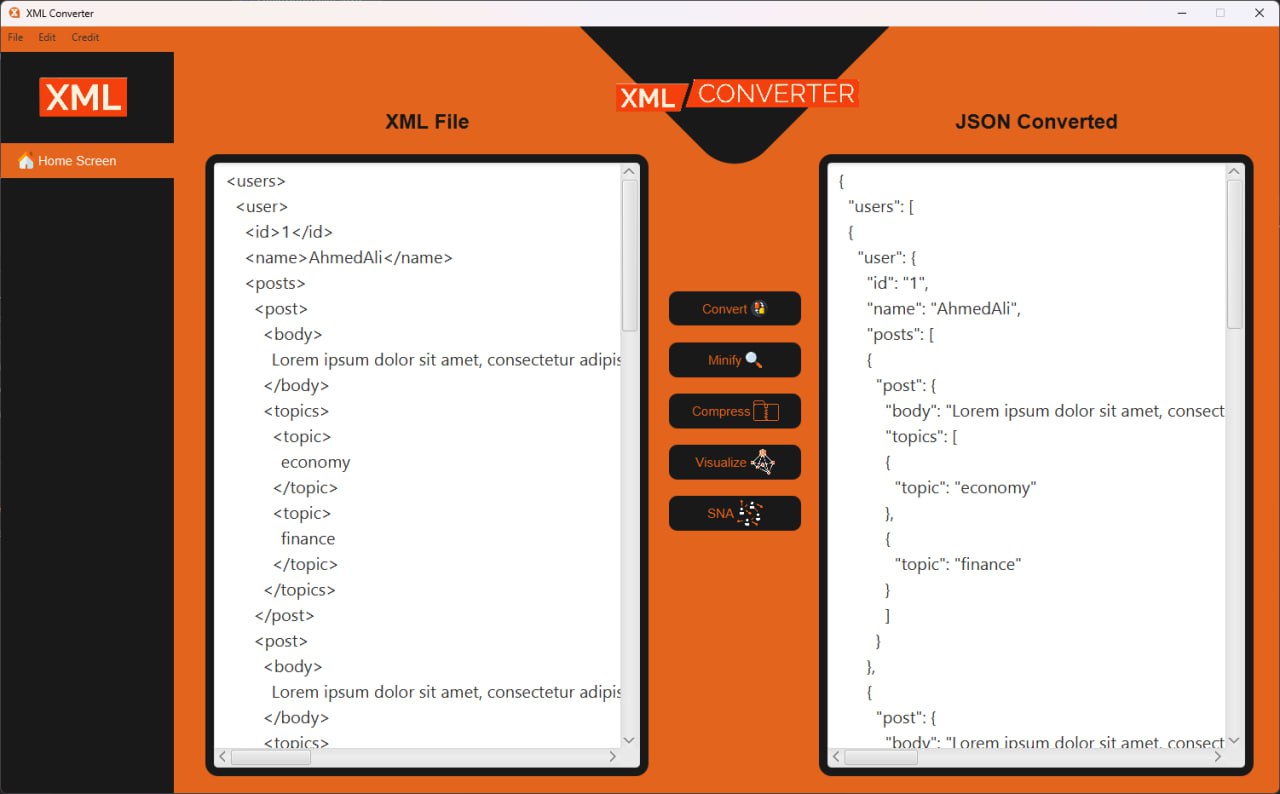 XML Converter
File Edit Credit
XML
XML/CONVERTER
Home Screen
XML File
<users>
<user>
<id>1</id>
<name>AhmedAli</name>
<posts>
<post>
<body>
Lorem ipsum dolor sit amet, consectetur adipis
</body>
<topics>
<topic>
economy
</topic>
<topic>
finance
</topic>
</topics>
</post>
<post>
<body>
Lorem ipsum dolor sit amet, consectetur adipis
</body>
<topics>
Convert
Minify
Compress
Visualize
SNA
JSON Converted
{
"users": [
{
"user": {
"id": "1",
"name": "AhmedAli",
"posts": [
{
"post": {
"body": "Lorem ipsum dolor sit amet, consect
"topics": [
{
"topic": "economy"
},
{
"topic": "finance"
}
]
}
},
{
"post": {
"body": "Lorem ipsum dolor sit amet, consect